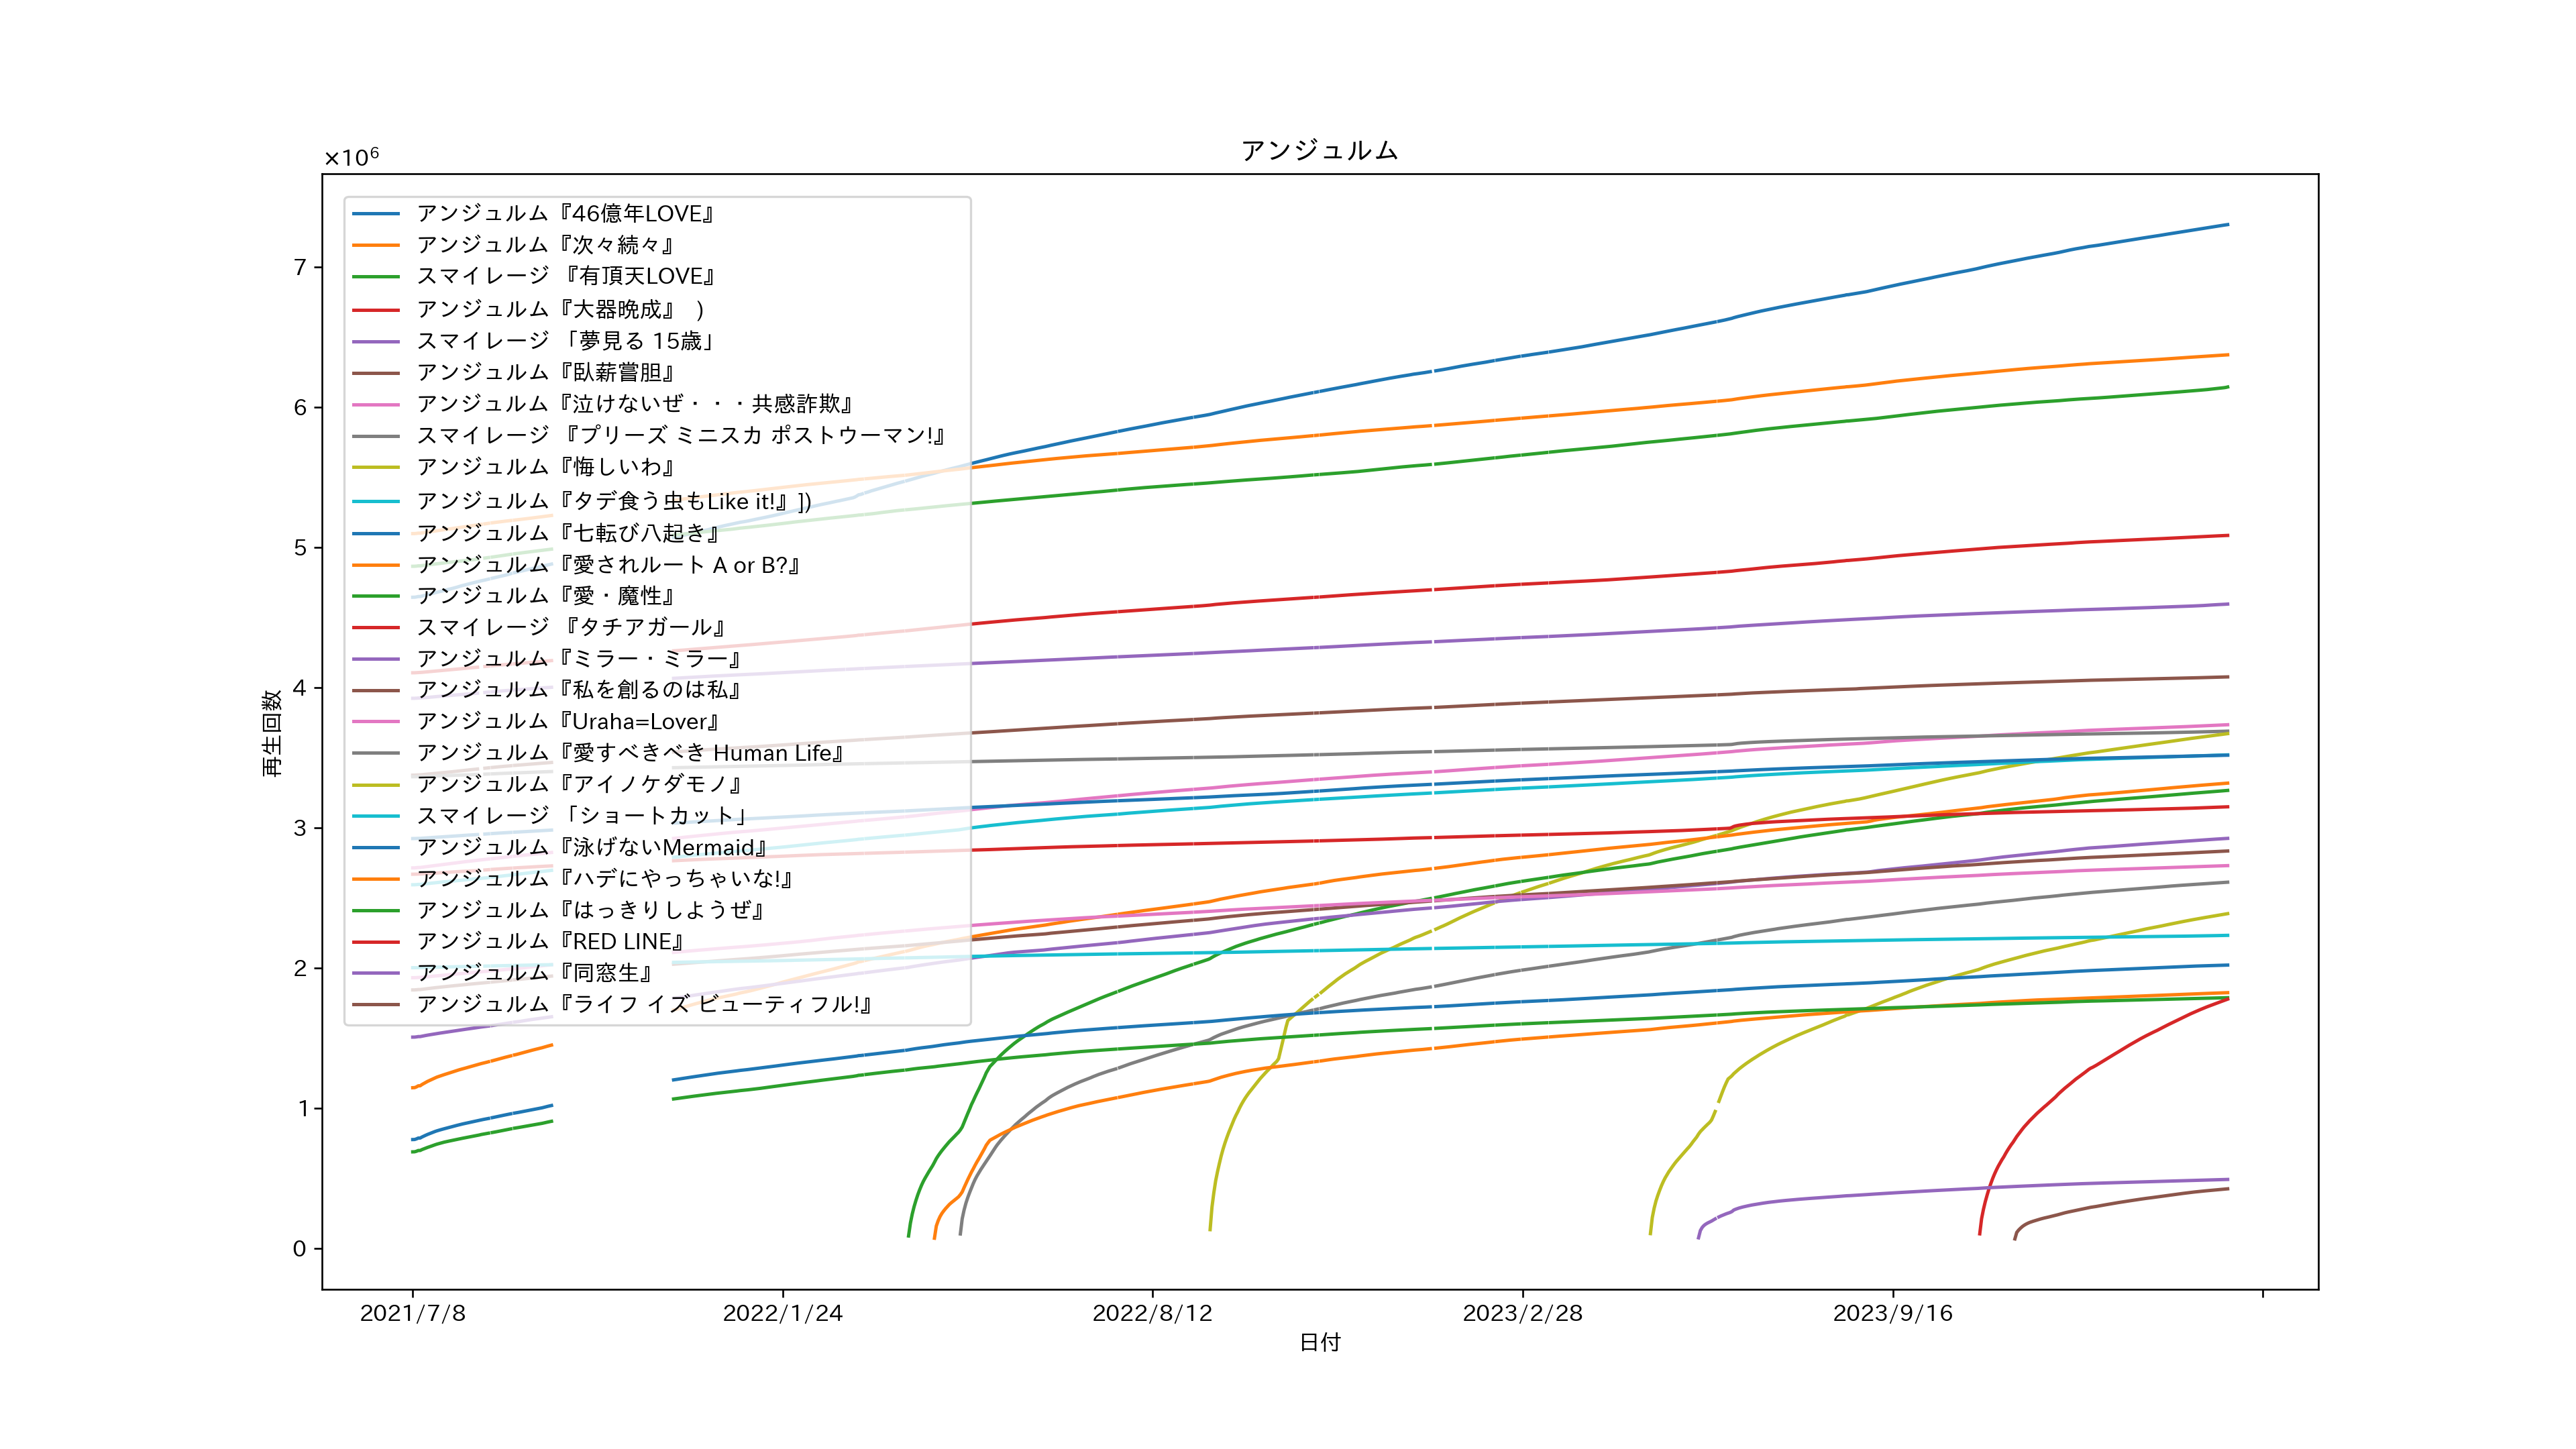 アンジュルム
×10⁶
アンジュルム『46億年LOVE』
アンジュルム『次々続々』
スマイレージ 『有頂天LOVE』
アンジュルム『大器晩成』 )
スマイレージ 「夢見る 15歳」
アンジュルム『臥薪嘗胆』
アンジュルム『泣けないぜ・・・共感詐欺』
スマイレージ 『プリーズ ミニスカ ポストウーマン!』
アンジュルム『悔しいわ』
アンジュルム『タデ食う虫もLike it!』])
アンジュルム『七転び八起き』
アンジュルム『愛されルート A or B?』
アンジュルム『愛・魔性』
スマイレージ 『タチアガール』
アンジュルム『ミラー・ミラー』
アンジュルム『私を創るのは私』
アンジュルム『Uraha=Lover』
アンジュルム『愛すべきべき Human Life』
アンジュルム『アイノケダモノ』
スマイレージ 「ショートカット」
アンジュルム『泳げないMermaid』
アンジュルム『ハデにやっちゃいな!』
アンジュルム『はっきりしようぜ』
アンジュルム『RED LINE』
アンジュルム『同窓生』
アンジュルム『ライフ イズ ビューティフル!』
再生回数
7
6
5
4
3
2
1
0
2021/7/8
2022/1/24
2022/8/12
2023/2/28
2023/9/16
日付